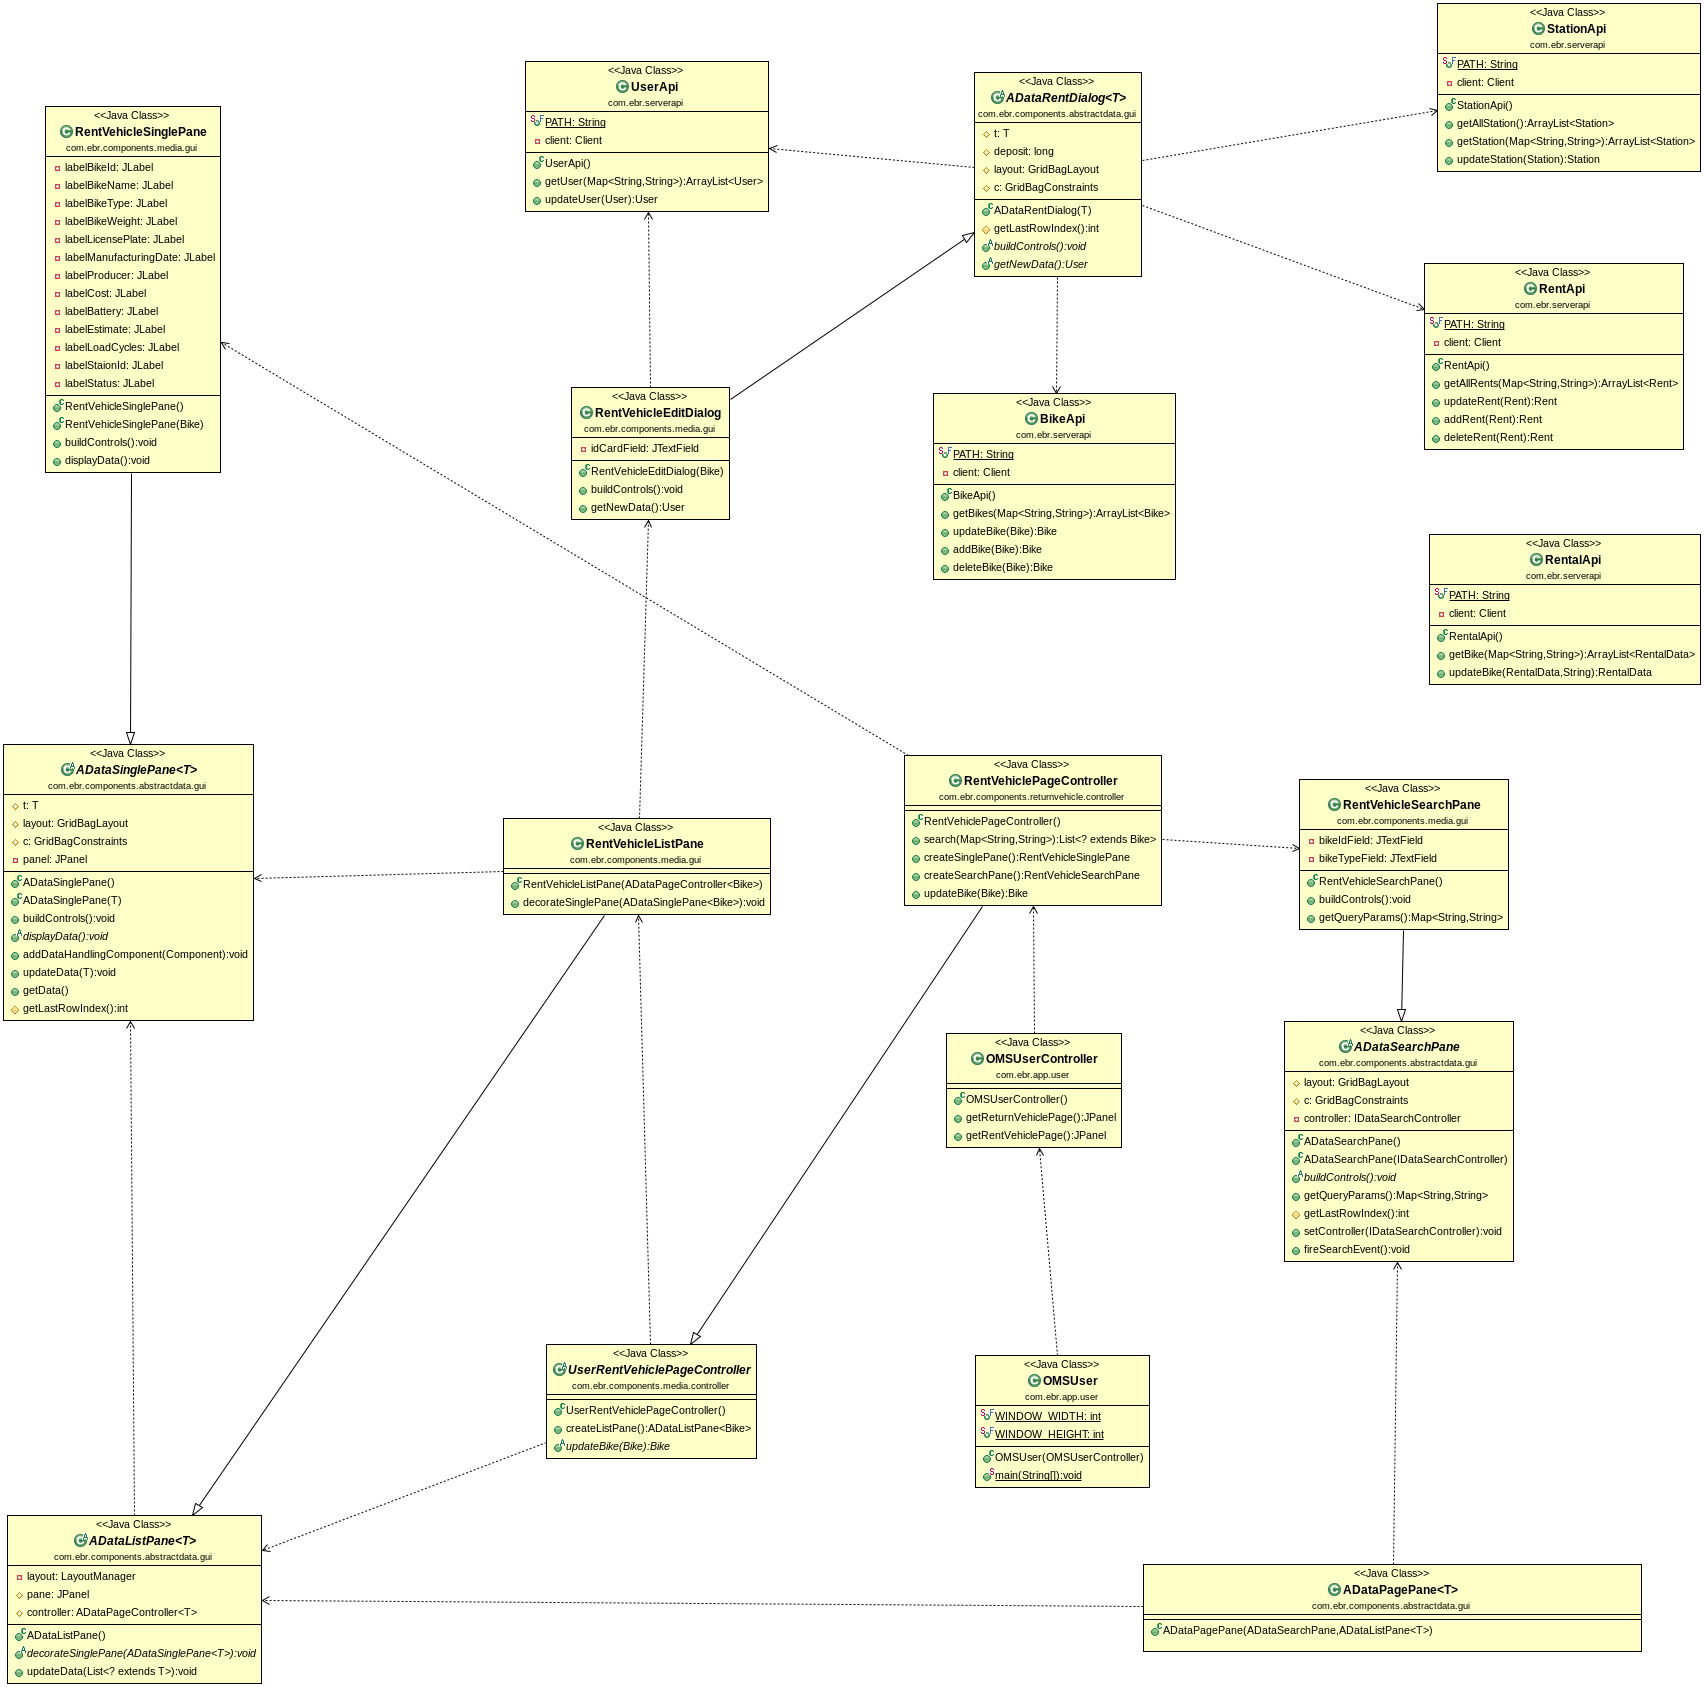 <<Java Class>>
StationApi
com.ebr.serverapi
PATH: String
client: Client
StationApi()
getAllStation():ArrayList<Station>
getStation(Map<String,String>):ArrayList<Station>
updateStation(Station):Station
<<Java Class>>
UserApi
com.ebr.serverapi
PATH: String
client: Client
UserApi()
getUser(Map<String,String>):ArrayList<User>
updateUser(User):User
<<Java Class>>
ADataRentDialog<T>
com.ebr.components.abstractdata.gui
t: T
deposit: long
layout: GridBagLayout
c: GridBagConstraints
ADataRentDialog(T)
getLastRowIndex():int
buildControls():void
getNewData():User
<<Java Class>>
RentVehicleSinglePane
com.ebr.components.media.gui
labelBikeId: JLabel
labelBikeName: JLabel
labelBikeType: JLabel
labelBikeWeight: JLabel
labelLicensePlate: JLabel
labelManufacturingDate: JLabel
labelProducer: JLabel
labelCost: JLabel
labelBattery: JLabel
labelEstimate: JLabel
labelLoadCycles: JLabel
labelStaionId: JLabel
labelStatus: JLabel
RentVehicleSinglePane()
RentVehicleSinglePane(Bike)
buildControls():void
displayData():void
<<Java Class>>
RentApi
com.ebr.serverapi
PATH: String
client: Client
RentApi()
getAllRents(Map<String,String>):ArrayList<Rent>
updateRent(Rent):Rent
addRent(Rent):Rent
deleteRent(Rent):Rent
<<Java Class>>
RentVehicleEditDialog
com.ebr.components.media.gui
idCardField: JTextField
RentVehicleEditDialog(Bike)
buildControls():void
getNewData():User
<<Java Class>>
BikeApi
com.ebr.serverapi
PATH: String
client: Client
BikeApi()
getBikes(Map<String,String>):ArrayList<Bike>
updateBike(Bike):Bike
addBike(Bike):Bike
deleteBike(Bike):Bike
<<Java Class>>
RentalApi
com.ebr.serverapi
PATH: String
client: Client
RentalApi()
getBike(Map<String,String>):ArrayList<RentalData>
updateBike(RentalData,String):RentalData
<<Java Class>>
ADataSinglePane<T>
com.ebr.components.abstractdata.gui
t: T
layout: GridBagLayout
c: GridBagConstraints
panel: JPanel
ADataSinglePane()
ADataSinglePane(T)
buildControls():void
displayData():void
addDataHandlingComponent(Component):void
updateData(T):void
getData()
getLastRowIndex():int
<<Java Class>>
RentVehicleListPane
com.ebr.components.media.gui
RentVehicleListPane(ADataPageController<Bike>)
decorateSinglePane(ADataSinglePane<Bike>):void
<<Java Class>>
RentVehiclePageController
com.ebr.components.returnvehicle.controller
RentVehiclePageController()
search(Map<String,String>):List<? extends Bike>
createSinglePane():RentVehicleSinglePane
createSearchPane():RentVehicleSearchPane
updateBike(Bike):Bike
<<Java Class>>
RentVehicleSearchPane
com.ebr.components.media.gui
bikeIdField: JTextField
bikeTypeField: JTextField
RentVehicleSearchPane()
buildControls():void
getQueryParams():Map<String,String>
<<Java Class>>
OMSUserController
com.ebr.app.user
OMSUserController()
getReturnVehiclePage():JPanel
getRentVehiclePage():JPanel
<<Java Class>>
ADataSearchPane
com.ebr.components.abstractdata.gui
layout: GridBagLayout
c: GridBagConstraints
controller: IDataSearchController
ADataSearchPane()
ADataSearchPane(IDataSearchController)
buildControls():void
getQueryParams():Map<String,String>
getLastRowIndex():int
setController(IDataSearchController):void
fireSearchEvent():void
<<Java Class>>
UserRentVehiclePageController
com.ebr.components.media.controller
UserRentVehiclePageController()
createListPane():ADataListPane<Bike>
updateBike(Bike):Bike
<<Java Class>>
OMSUser
com.ebr.app.user
WINDOW_WIDTH: int
WINDOW_HEIGHT: int
OMSUser(OMSUserController)
main(String[]):void
<<Java Class>>
ADataListPane<T>
com.ebr.components.abstractdata.gui
layout: LayoutManager
pane: JPanel
controller: ADataPageController<T>
ADataListPane()
decorateSinglePane(ADataSinglePane<T>):void
updateData(List<? extends T>):void
<<Java Class>>
ADataPagePane<T>
com.ebr.components.abstractdata.gui
ADataPagePane(ADataSearchPane,ADataListPane<T>)